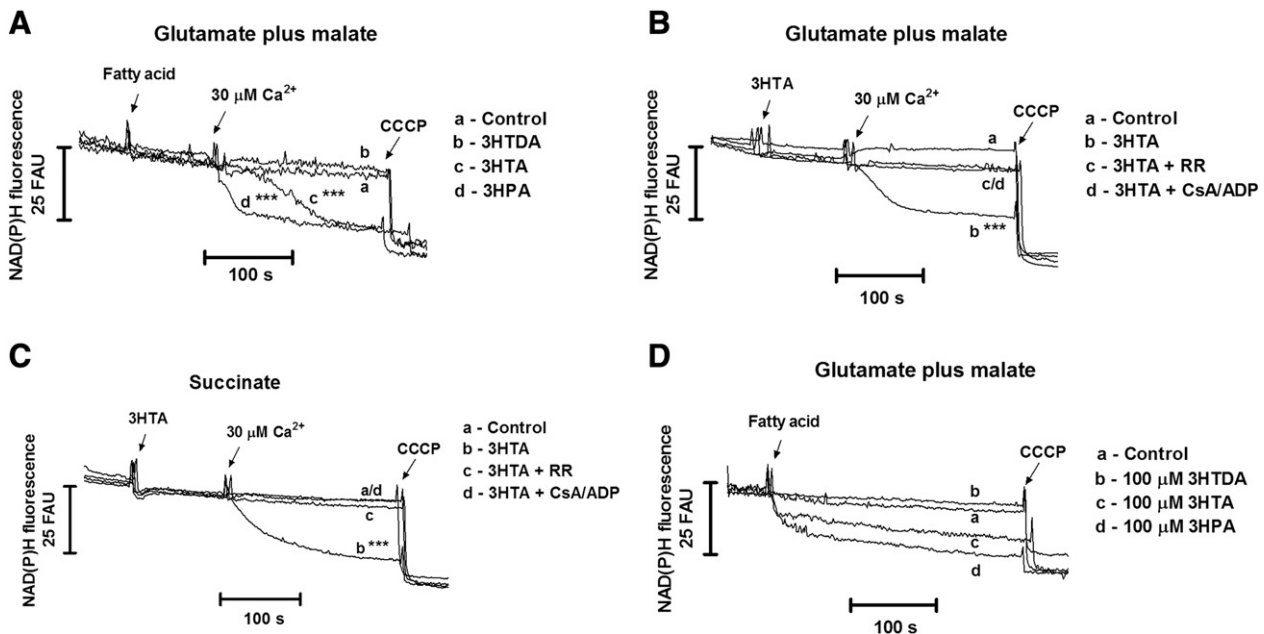 A
Glutamate plus malate
Fatty acid
30 µM Ca²⁺
CCCP
NAD(P)H fluorescence
25 FAU
b
a
d ***
c ***
100 s
a - Control
b - 3HTDA
c - 3HTA
d - 3HPA
B
Glutamate plus malate
3HTA
30 µM Ca²⁺
CCCP
NAD(P)H fluorescence
25 FAU
a
c/d
b ***
100 s
a - Control
b - 3HTA
c - 3HTA + RR
d - 3HTA + CsA/ADP
C
Succinate
3HTA
30 µM Ca²⁺
CCCP
NAD(P)H fluorescence
25 FAU
a/d
c
b ***
100 s
a - Control
b - 3HTA
c - 3HTA + RR
d - 3HTA + CsA/ADP
D
Glutamate plus malate
Fatty acid
CCCP
NAD(P)H fluorescence
25 FAU
b
a
c
d
100 s
a - Control
b - 100 µM 3HTDA
c - 100 µM 3HTA
d - 100 µM 3HPA